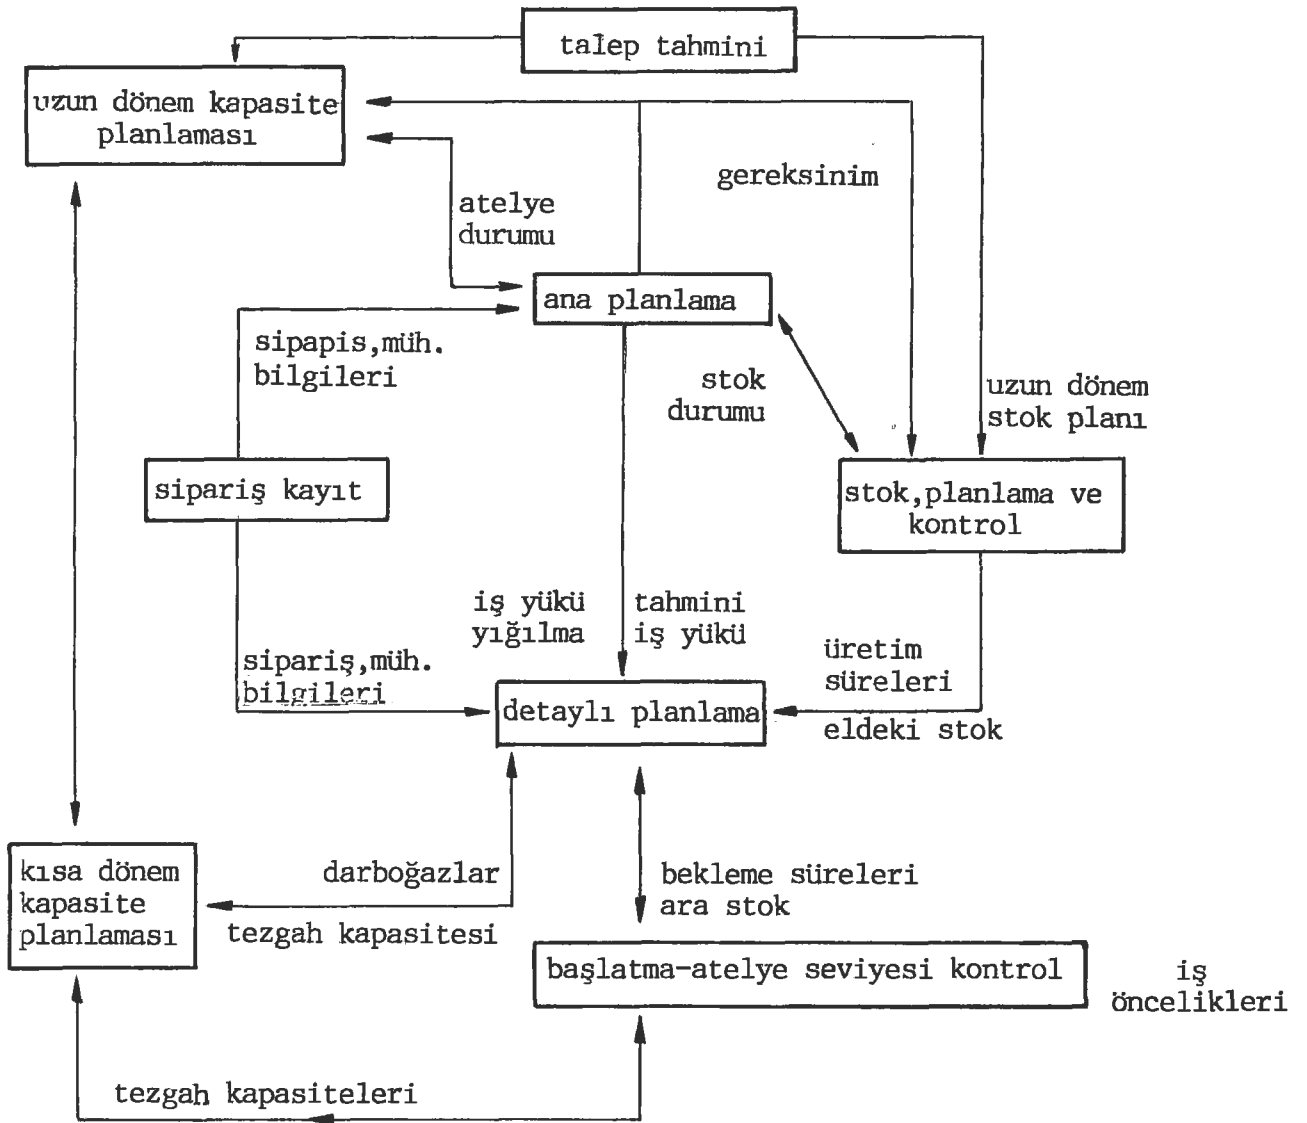 talep tahmini
uzun dönem kapasite
planlaması
gereksinim
atelye
durumu
ana planlama
sipapis,müh.
bilgileri
stok
durumu
uzun dönem
stok planı
sipariş kayıt
stok,planlama ve
kontrol
iş yükü
yığılma
tahmini
iş yükü
üretim
süreleri
sipariş,müh.
bilgileri
detaylı planlama
eldeki stok
kısa dönem
kapasite
planlaması
darboğazlar
tezgah kapasitesi
bekleme süreleri
ara stok
başlatma-atelye seviyesi kontrol
iş
öncelikleri
tezgah kapasiteleri